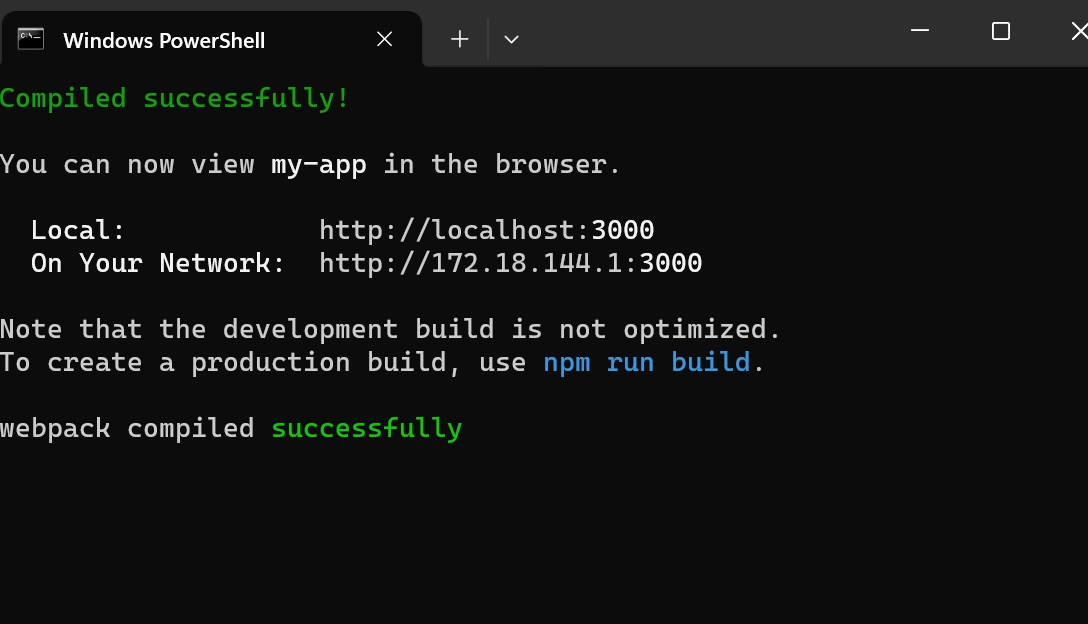 Windows PowerShell
Compiled successfully!
You can now view my-app in the browser.
Local: http://localhost:3000
On Your Network: http://172.18.144.1:3000
Note that the development build is not optimized.
To create a production build, use npm run build.
webpack compiled successfully